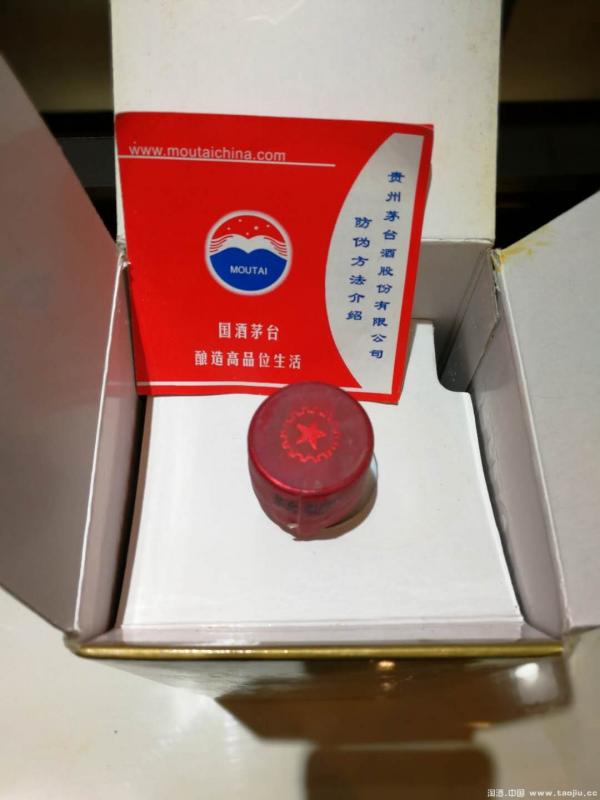 www.moutaichina.com
贵州茅台酒股份有限公司
防伪方法介绍
MOUTAI
国酒茅台
酿造高品位生活
淘酒.中国 www.taojiu.cc